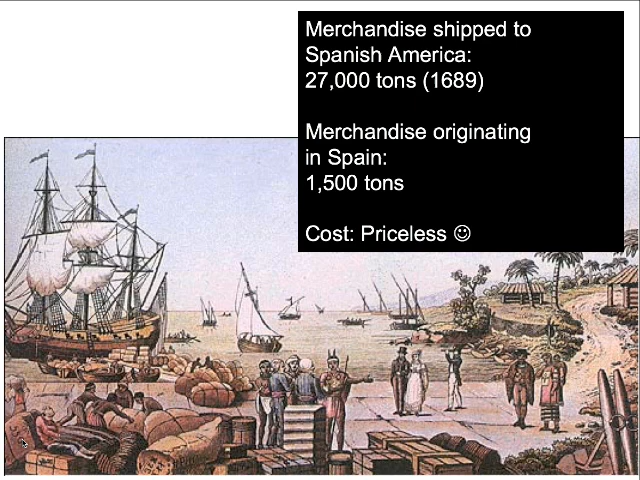 Merchandise shipped to
Spanish America:
27,000 tons (1689)
Merchandise originating
in Spain:
1,500 tons
Cost: Priceless ☺